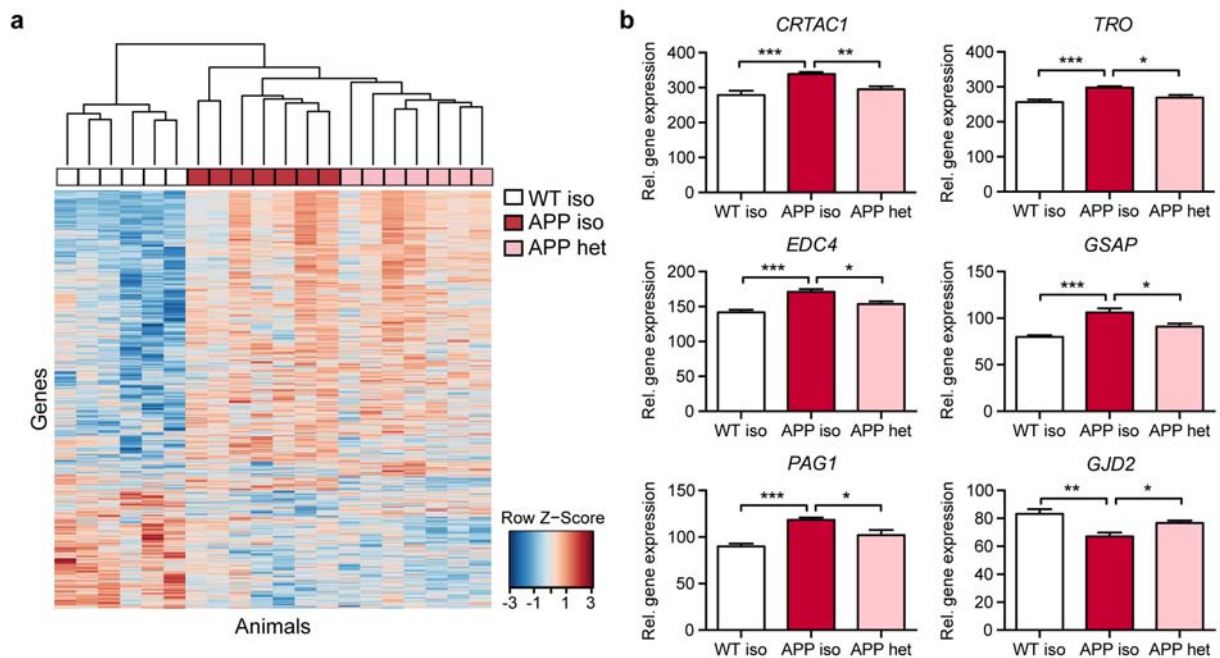 a
WT iso
APP iso
APP het
Genes
Row Z−Score
-3 -1 1 3
Animals
b
CRTAC1
Rel. gene expression
400
300
200
100
0
*** **
WT iso APP iso APP het
TRO
Rel. gene expression
400
300
200
100
0
*** *
WT iso APP iso APP het
EDC4
Rel. gene expression
200
150
100
50
0
*** *
WT iso APP iso APP het
GSAP
Rel. gene expression
150
100
50
0
*** *
WT iso APP iso APP het
PAG1
Rel. gene expression
150
100
50
0
*** *
WT iso APP iso APP het
GJD2
Rel. gene expression
100
80
60
40
20
0
** *
WT iso APP iso APP het